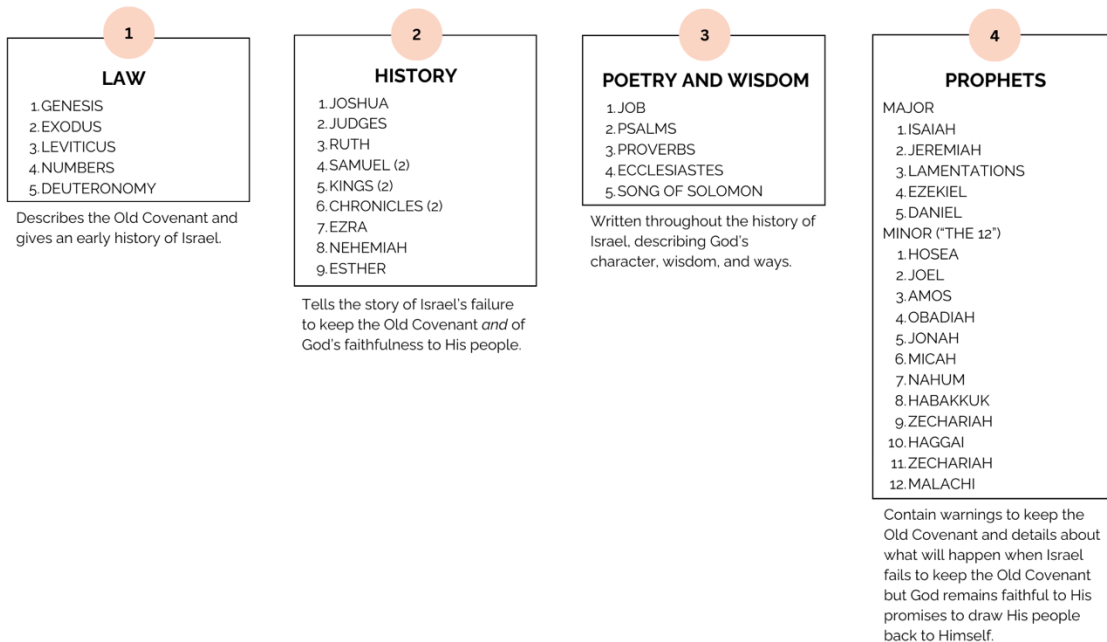 1
LAW
1. GENESIS
2. EXODUS
3. LEVITICUS
4. NUMBERS
5. DEUTERONOMY
Describes the Old Covenant and
gives an early history of Israel.
2
HISTORY
1. JOSHUA
2. JUDGES
3. RUTH
4. SAMUEL (2)
5. KINGS (2)
6. CHRONICLES (2)
7. EZRA
8. NEHEMIAH
9. ESTHER
Tells the story of Israel's failure
to keep the Old Covenant and of
God's faithfulness to His people.
3
POETRY AND WISDOM
1. JOB
2. PSALMS
3. PROVERBS
4. ECCLESIASTES
5. SONG OF SOLOMON
Written throughout the history of
Israel, describing God's
character, wisdom, and ways.
4
PROPHETS
MAJOR
1. ISAIAH
2. JEREMIAH
3. LAMENTATIONS
4. EZEKIEL
5. DANIEL
MINOR ("THE 12")
1. HOSEA
2. JOEL
3. AMOS
4. OBADIAH
5. JONAH
6. MICAH
7. NAHUM
8. HABAKKUK
9. ZECHARIAH
10. HAGGAI
11. ZECHARIAH
12. MALACHI
Contain warnings to keep the
Old Covenant and details about
what will happen when Israel
fails to keep the Old Covenant
but God remains faithful to His
promises to draw His people
back to Himself.